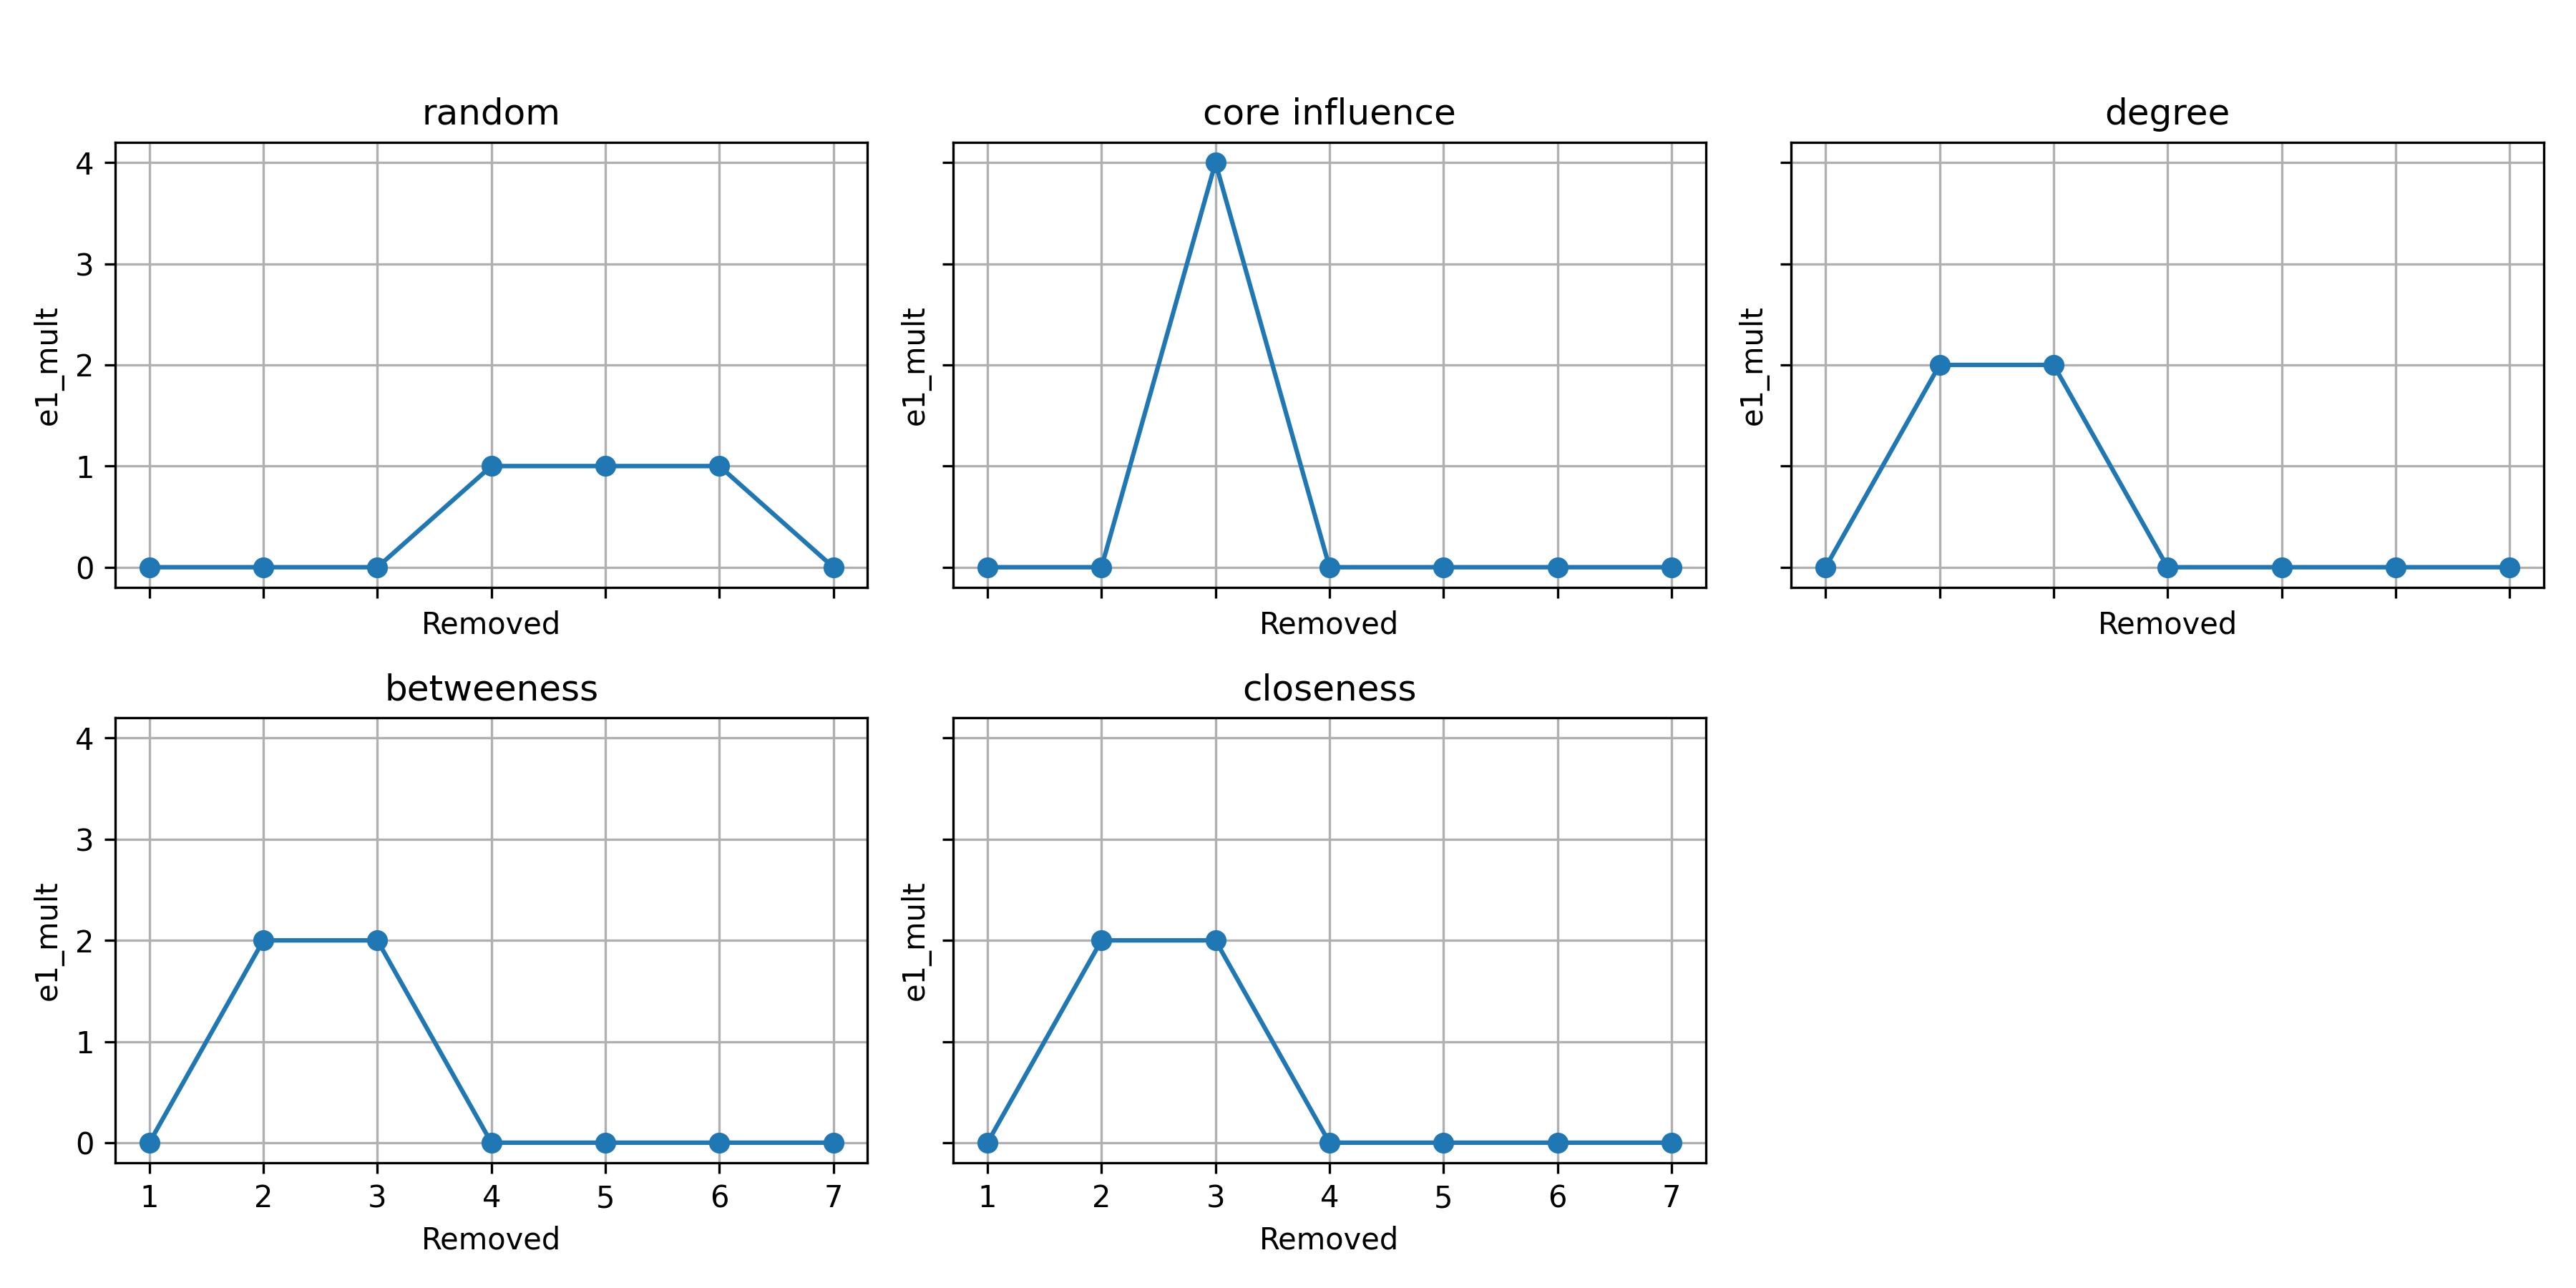 random
core influence
degree
4
3
2
1
0
e1_mult
e1_mult
e1_mult
Removed
Removed
Removed
betweeness
closeness
4
3
2
1
0
e1_mult
e1_mult
1 2 3 4 5 6 7
1 2 3 4 5 6 7
Removed
Removed